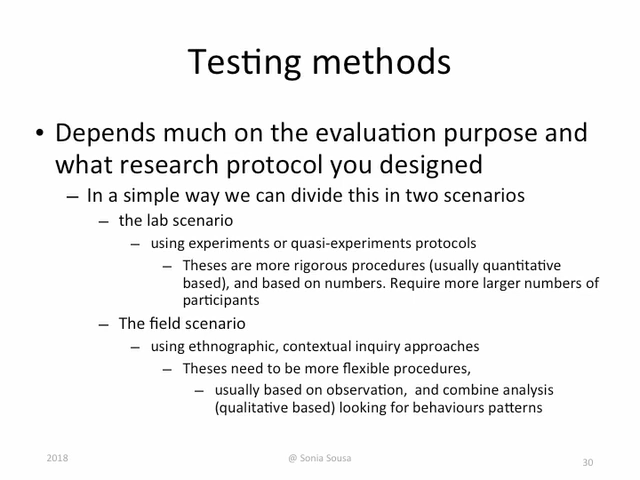 Testing methods
• Depends much on the evaluation purpose and
what research protocol you designed
– In a simple way we can divide this in two scenarios
– the lab scenario
– using experiments or quasi-experiments protocols
– Theses are more rigorous procedures (usually quantitative
based), and based on numbers. Require more larger numbers of
participants
– The field scenario
– using ethnographic, contextual inquiry approaches
– Theses need to be more flexible procedures,
– usually based on observation, and combine analysis
(qualitative based) looking for behaviours patterns
2018
@ Sonia Sousa
30